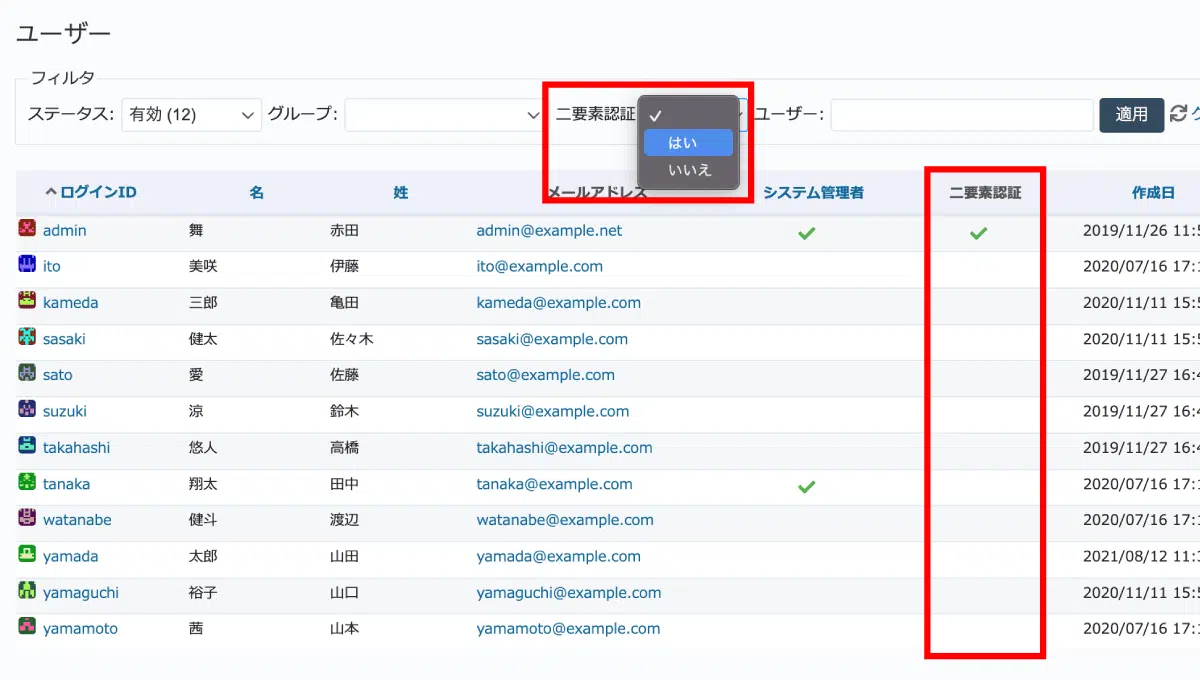 ユーザー
フィルタ
ステータス: 有効 (12) グループ: 二要素認証 ユーザー: 適用
はい
いいえ
ログインID 名 姓 メールアドレス システム管理者 二要素認証 作成日
admin 舞 赤田 admin@example.net 2019/11/26 11:5
ito 美咲 伊藤 ito@example.com 2020/07/16 17:1
kameda 三郎 亀田 kameda@example.com 2020/11/11 15:5
sasaki 健太 佐々木 sasaki@example.com 2020/11/11 15:5
sato 愛 佐藤 sato@example.com 2019/11/27 16:4
suzuki 涼 鈴木 suzuki@example.com 2019/11/27 16:4
takahashi 悠人 高橋 takahashi@example.com 2019/11/27 16:4
tanaka 翔太 田中 tanaka@example.com 2020/07/16 17:1
watanabe 健斗 渡辺 watanabe@example.com 2020/07/16 17:1
yamada 太郎 山田 yamada@example.com 2021/08/12 11:3
yamaguchi 裕子 山口 yamaguchi@example.com 2020/11/11 15:5
yamamoto 茜 山本 yamamoto@example.com 2020/07/16 17:1